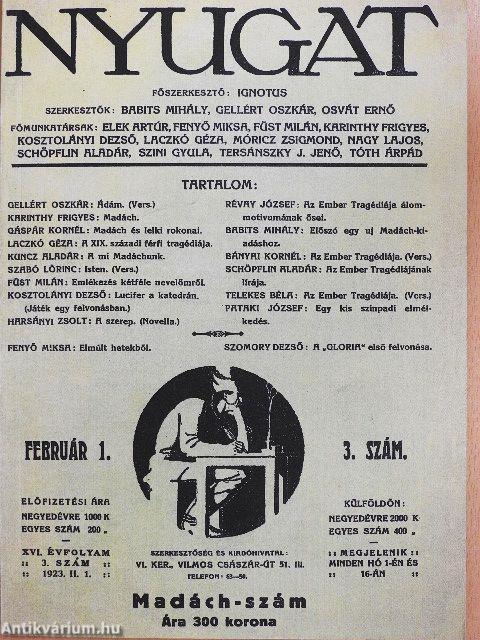 NYUGAT
FŐSZERKESZTŐ: IGNOTUS
SZERKESZTŐK: BABITS MIHÁLY, GELLÉRT OSZKÁR, OSVÁT ERNŐ
FŐMUNKATÁRSAK: ELEK ARTÚR, FENYŐ MIKSA, FÜST MILÁN, KARINTHY FRIGYES,
KOSZTOLÁNYI DEZSŐ, LACZKÓ GÉZA, MÓRICZ ZSIGMOND, NAGY LAJOS,
SCHÖPFLIN ALADÁR, SZINI GYULA, TERSÁNSZKY J. JENŐ, TÓTH ÁRPÁD
TARTALOM:
GELLÉRT OSZKÁR: Ádám. (Vers.)
KARINTHY FRIGYES: Madách.
GÁSPÁR KORNÉL: Madách és lelki rokonai.
LACZKÓ GÉZA: A XIX. századi férfi tragédiája.
KUNCZ ALADÁR: A mi Madáchunk.
SZABÓ LŐRINC: Isten. (Vers.)
FÜST MILÁN: Emlékezés kétféle nevelőmről.
KOSZTOLÁNYI DEZSŐ: Lucifer a katedrán.
(Játék egy felvonásban.)
HARSÁNYI ZSOLT: A szerep. (Novella.)
RÉVAY JÓZSEF: Az Ember Tragédiája álom-
motivomának ősei.
BABITS MIHÁLY: Előszó egy uj Madách-ki-
adáshoz.
BÁNYAI KORNÉL: Az Ember Tragédiája. (Vers.)
SCHÖPFLIN ALADÁR: Az Ember Tragédiájának
lírája.
TELEKES BÉLA: Az Ember Tragédiája. (Vers.)
PATAKI JÓZSEF: Egy kis szinpadi elmél-
kedés.
FENYŐ MIKSA: Elmúlt hetekből.
SZOMORY DEZSŐ: A „GLORIA" első felvonása.
FEBRUÁR 1.
3. SZÁM.
ELŐFIZETÉSI ÁRA
NEGYEDÉVRE 1000 K
EGYES SZÁM 200 „
XVI. ÉVFOLYAM
:: 3. SZÁM ::
:: 1923. II. 1. ::
SZERKESZTŐSÉG ÉS KIADÓHIVATAL:
VI. KER., VILMOS CSÁSZÁR-ÚT 51. III.
TELEFON: 63—50.
KÜLFÖLDÖN:
NEGYEDÉVRE 2000 K
EGYES SZÁM 400 „
:: MEGJELENIK ::
MINDEN HÓ 1-ÉN ÉS
:: 16-ÁN ::
Madách-szám
Ára 300 korona
Antikvárium.hu